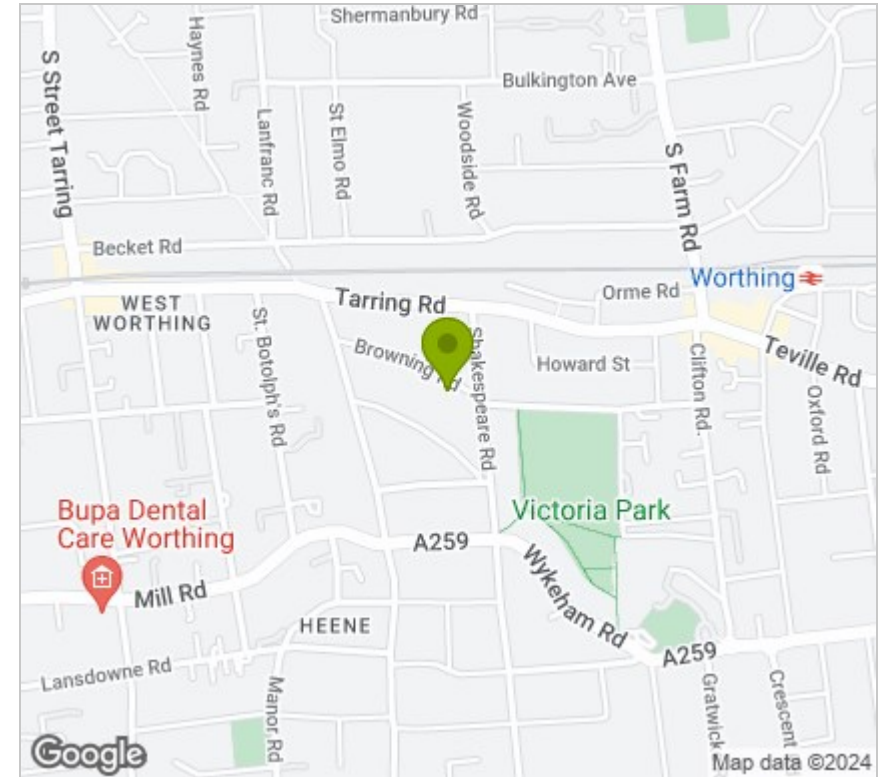 Shermanbury Rd
Haynes Rd
S Street Tarring
Bulkington Ave
Lanfranc Rd
St Elmo Rd
Woodside Rd
S Farm Rd
Becket Rd
Worthing
Orme Rd
WEST
WORTHING
Tarring Rd
St. Botolph's Rd
Browning Rd
Shakespeare Rd
Howard St
Clifton Rd.
Teville Rd
Oxford Rd
Bupa Dental
Care Worthing
Victoria Park
A259
Mill Rd
Wykeham Rd
HEENE
Lansdowne Rd
A259
Manor Rd
Gratwick
Crescent
Google
Map data ©2024